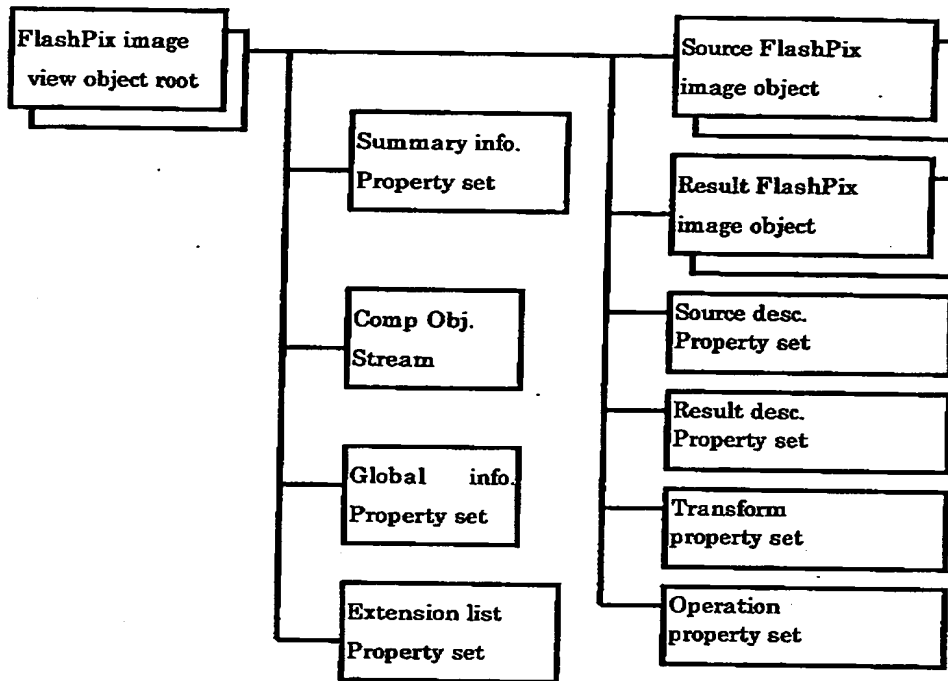 FlashPix image
view object root
Summary info.
Property set
Comp Obj.
Stream
Global info.
Property set
Extension list
Property set
Source FlashPix
image object
Result FlashPix
image object
Source desc.
Property set
Result desc.
Property set
Transform
property set
Operation
property set